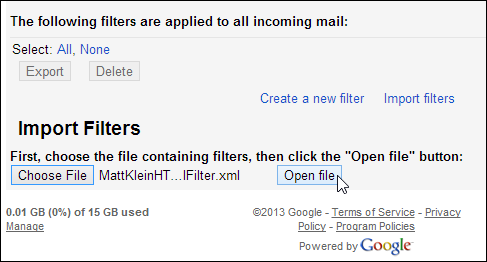 The following filters are applied to all incoming mail:
Select: All, None
Export Delete
Create a new filter Import filters
Import Filters
First, choose the file containing filters, then click the "Open file" button:
Choose File MattKleinHT...lFilter.xml Open file
0.01 GB (0%) of 15 GB used
Manage
©2013 Google - Terms of Service - Privacy
Policy - Program Policies
Powered by Google™